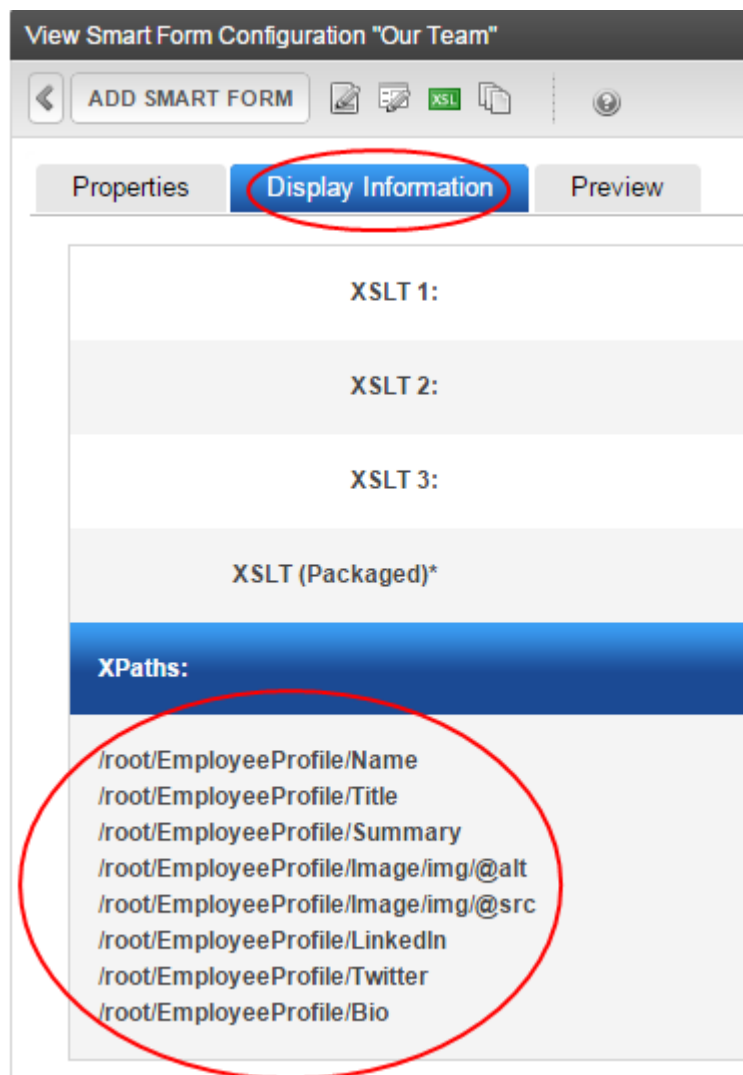 View Smart Form Configuration "Our Team"
ADD SMART FORM XSL
Properties Display Information Preview
XSLT 1:
XSLT 2:
XSLT 3:
XSLT (Packaged)*
XPaths:
/root/EmployeeProfile/Name
/root/EmployeeProfile/Title
/root/EmployeeProfile/Summary
/root/EmployeeProfile/Image/img/@alt
/root/EmployeeProfile/Image/img/@src
/root/EmployeeProfile/LinkedIn
/root/EmployeeProfile/Twitter
/root/EmployeeProfile/Bio